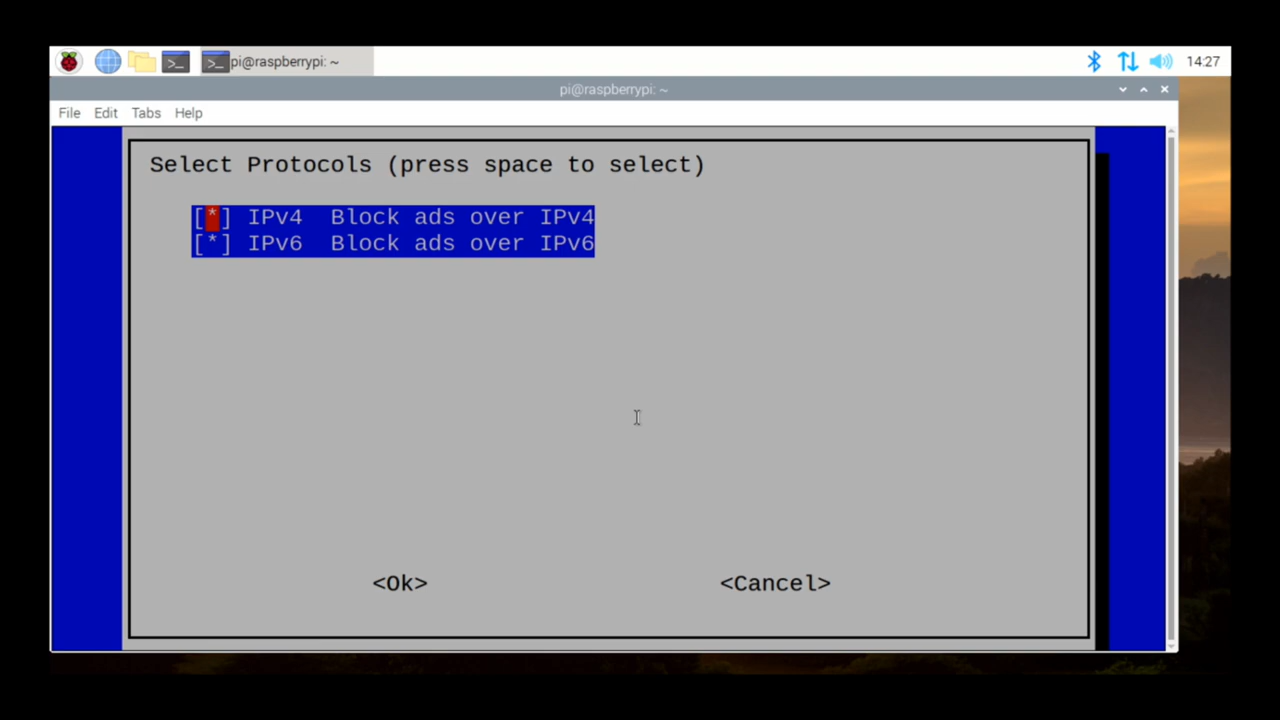 >_ >_ pi@raspberrypi: ~ 14:27
pi@raspberrypi: ~
File Edit Tabs Help
Select Protocols (press space to select)
[*] IPv4 Block ads over IPv4
[*] IPv6 Block ads over IPv6
<Ok> <Cancel>